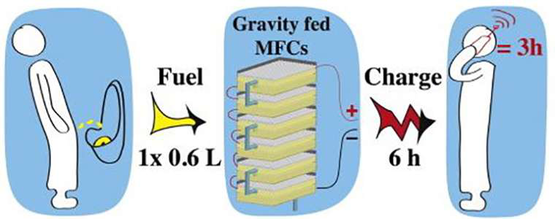 Fuel
1x 0.6 L
Gravity fed
MFCs
+
−
Charge
6 h
= 3h